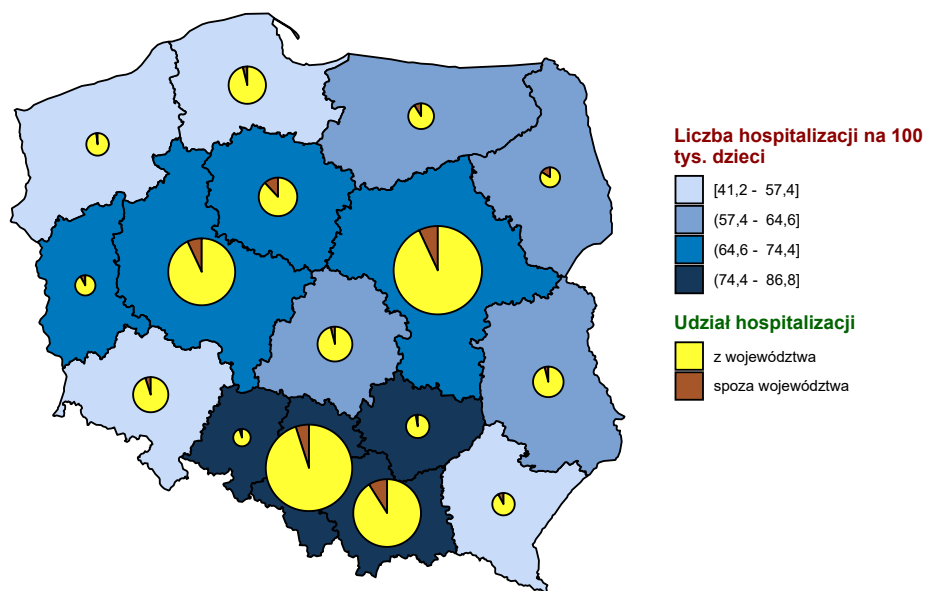 Liczba hospitalizacji na 100
tys. dzieci
[41,2 - 57,4]
(57,4 - 64,6]
(64,6 - 74,4]
(74,4 - 86,8]
Udział hospitalizacji
z województwa
spoza województwa